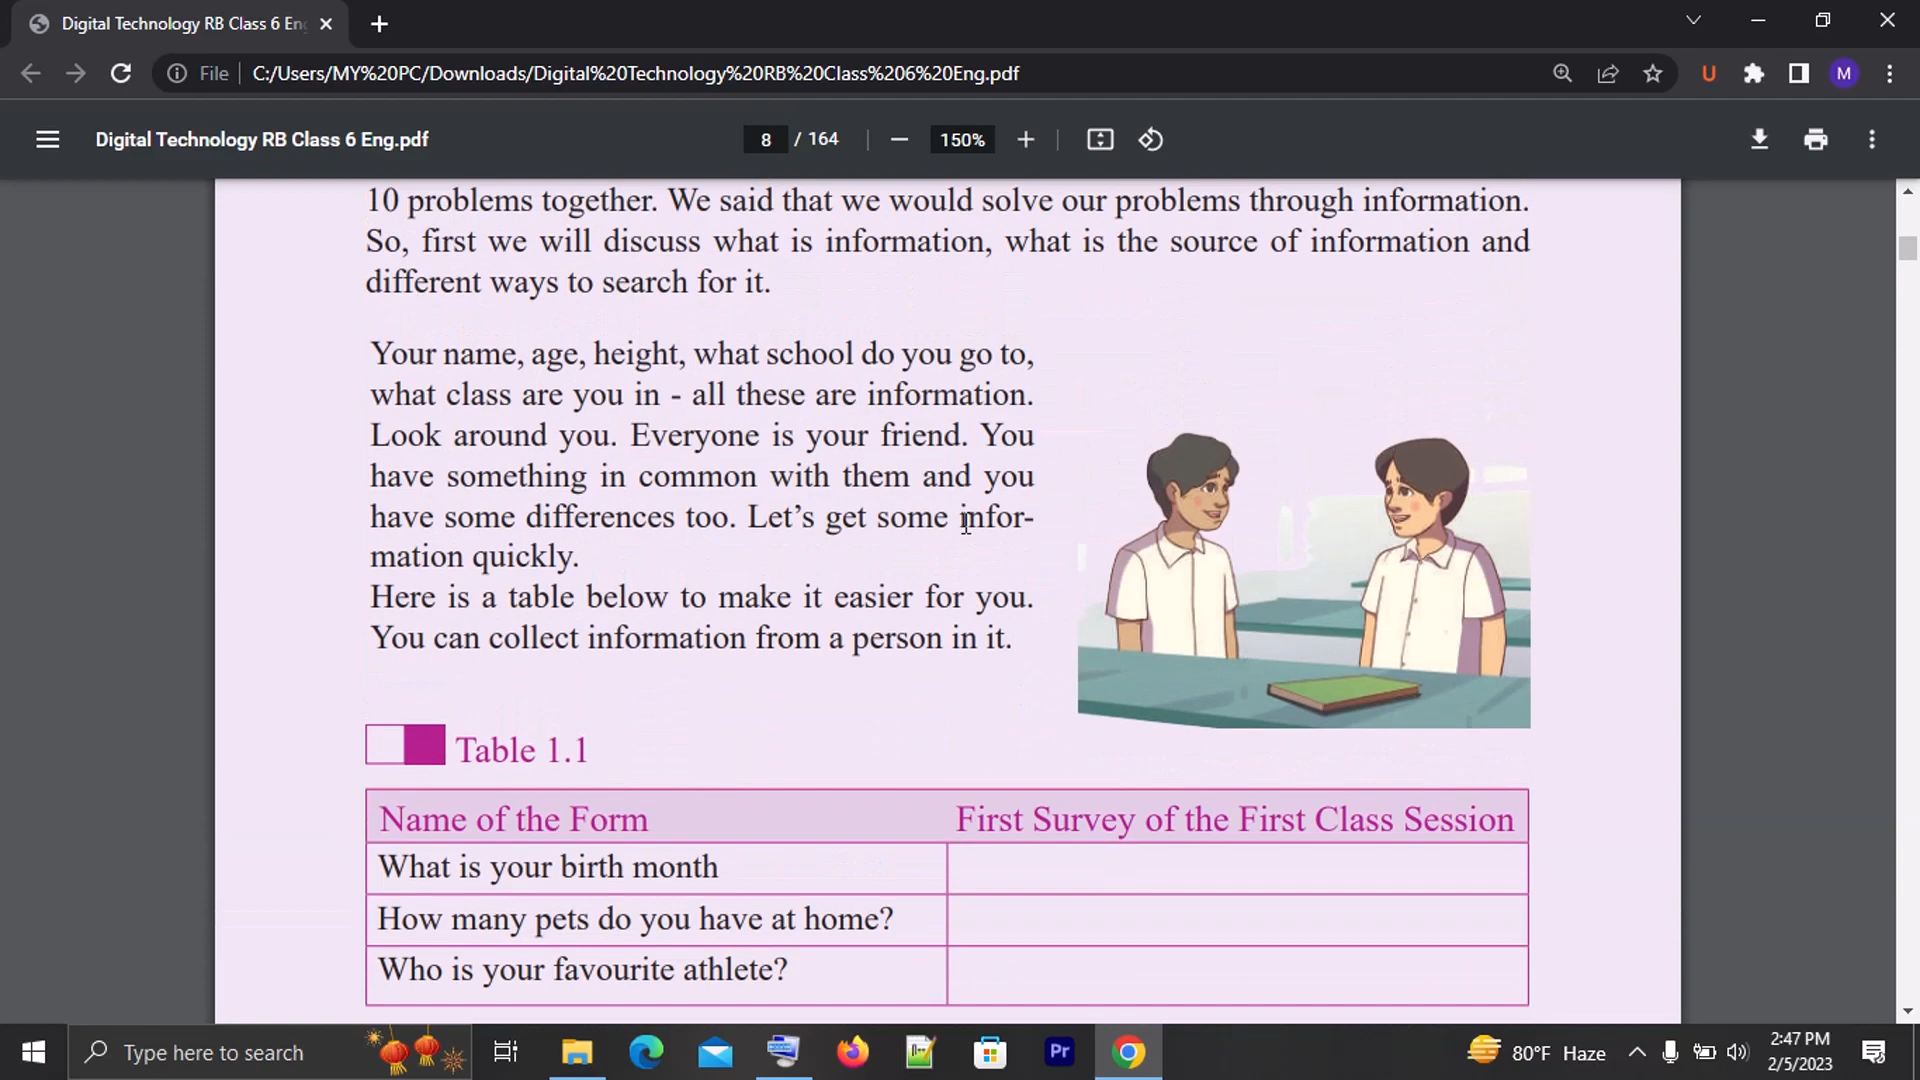 Digital Technology RB Class 6 En
File
C:/Users/MY%20PC/Downloads/Digital%20Technology%20RB%20Class%206%20Eng.pdf
U
M
Digital Technology RB Class 6 Eng.pdf
8 / 164
150%
10 problems together. We said that we would solve our problems through information.
So, first we will discuss what is information, what is the source of information and
different ways to search for it.
Your name, age, height, what school do you go to,
what class are you in - all these are information.
Look around you. Everyone is your friend. You
have something in common with them and you
have some differences too. Let's get some infor-
mation quickly.
Here is a table below to make it easier for you.
You can collect information from a person in it.
Table 1.1
Name of the Form First Survey of the First Class Session
What is your birth month
How many pets do you have at home?
Who is your favourite athlete?
Type here to search
Pr
80°F Haze
2:47 PM
2/5/2023